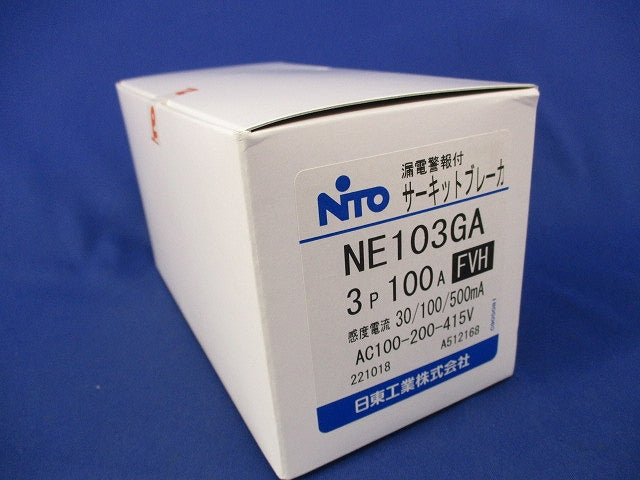 NITO
漏電警報付
サーキットブレーカ
NE103GA
3P 100A FVH
感度電流 30/100/500mA
AC100-200-415V
221018 A512168
日東工業株式会社